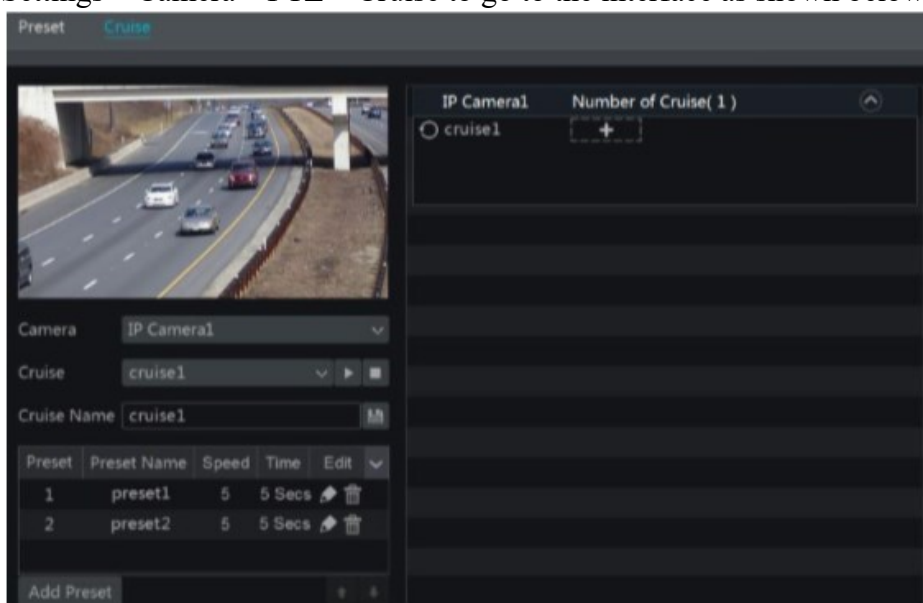 Preset Cruise
IP Camera1 Number of Cruise( 1 )
cruise1
Camera IP Camera1
Cruise cruise1
Cruise Name cruise1
Preset Preset Name Speed Time Edit
1 preset1 5 5 Secs
2 preset2 5 5 Secs
Add Preset